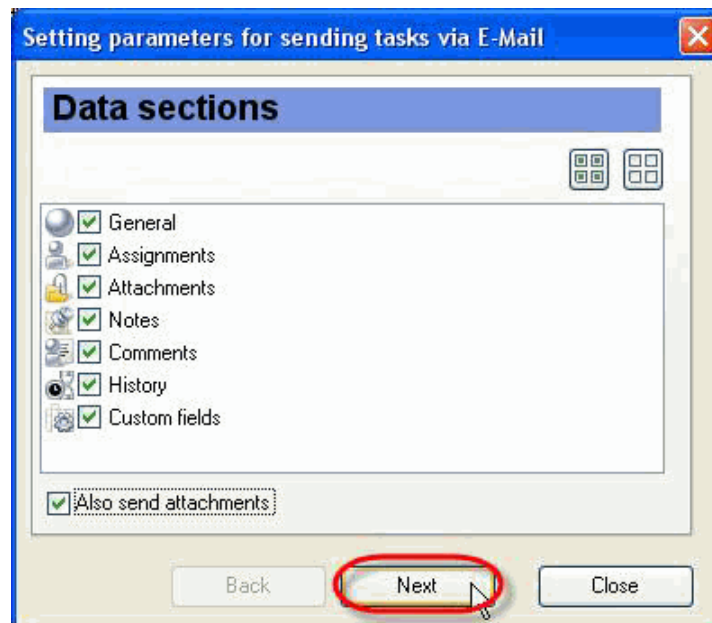 Setting parameters for sending tasks via E-Mail
Data sections
General
Assignments
Attachments
Notes
Comments
History
Custom fields
Also send attachments
Back Next Close